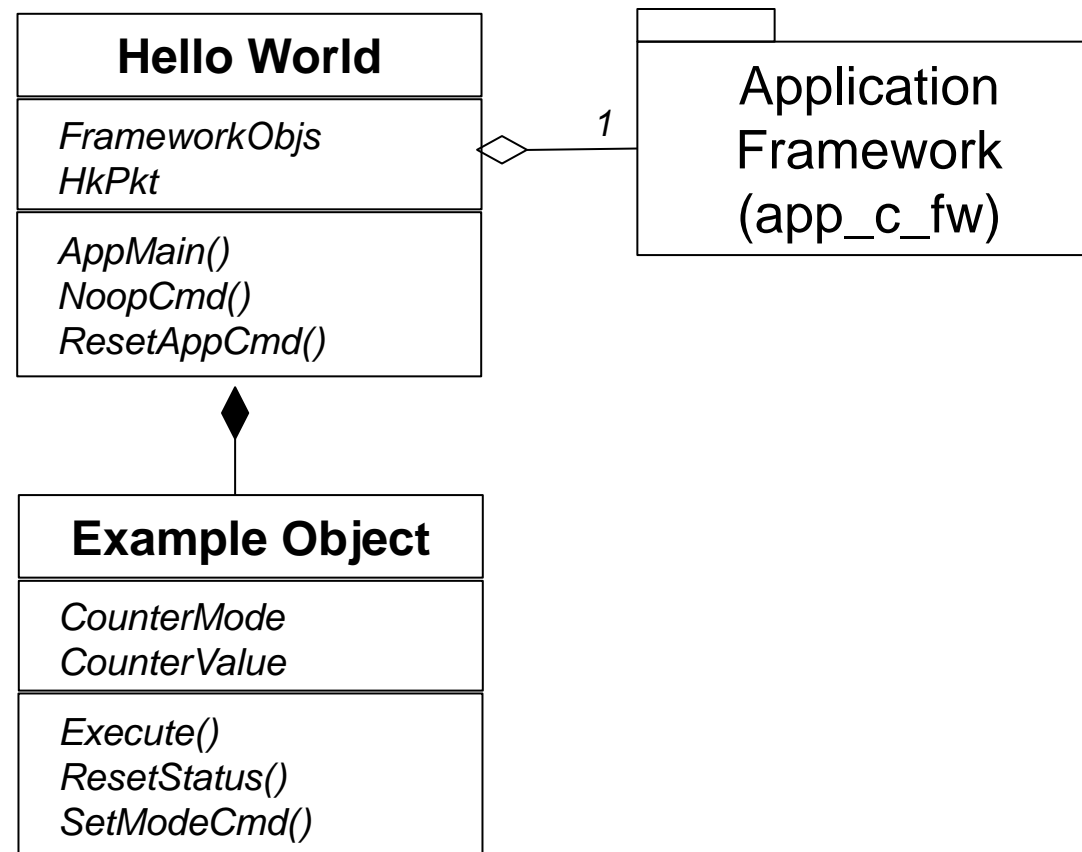 Hello World
FrameworkObjs
HkPkt
AppMain()
NoopCmd()
ResetAppCmd()
1
Application
Framework
(app_c_fw)
Example Object
CounterMode
CounterValue
Execute()
ResetStatus()
SetModeCmd()